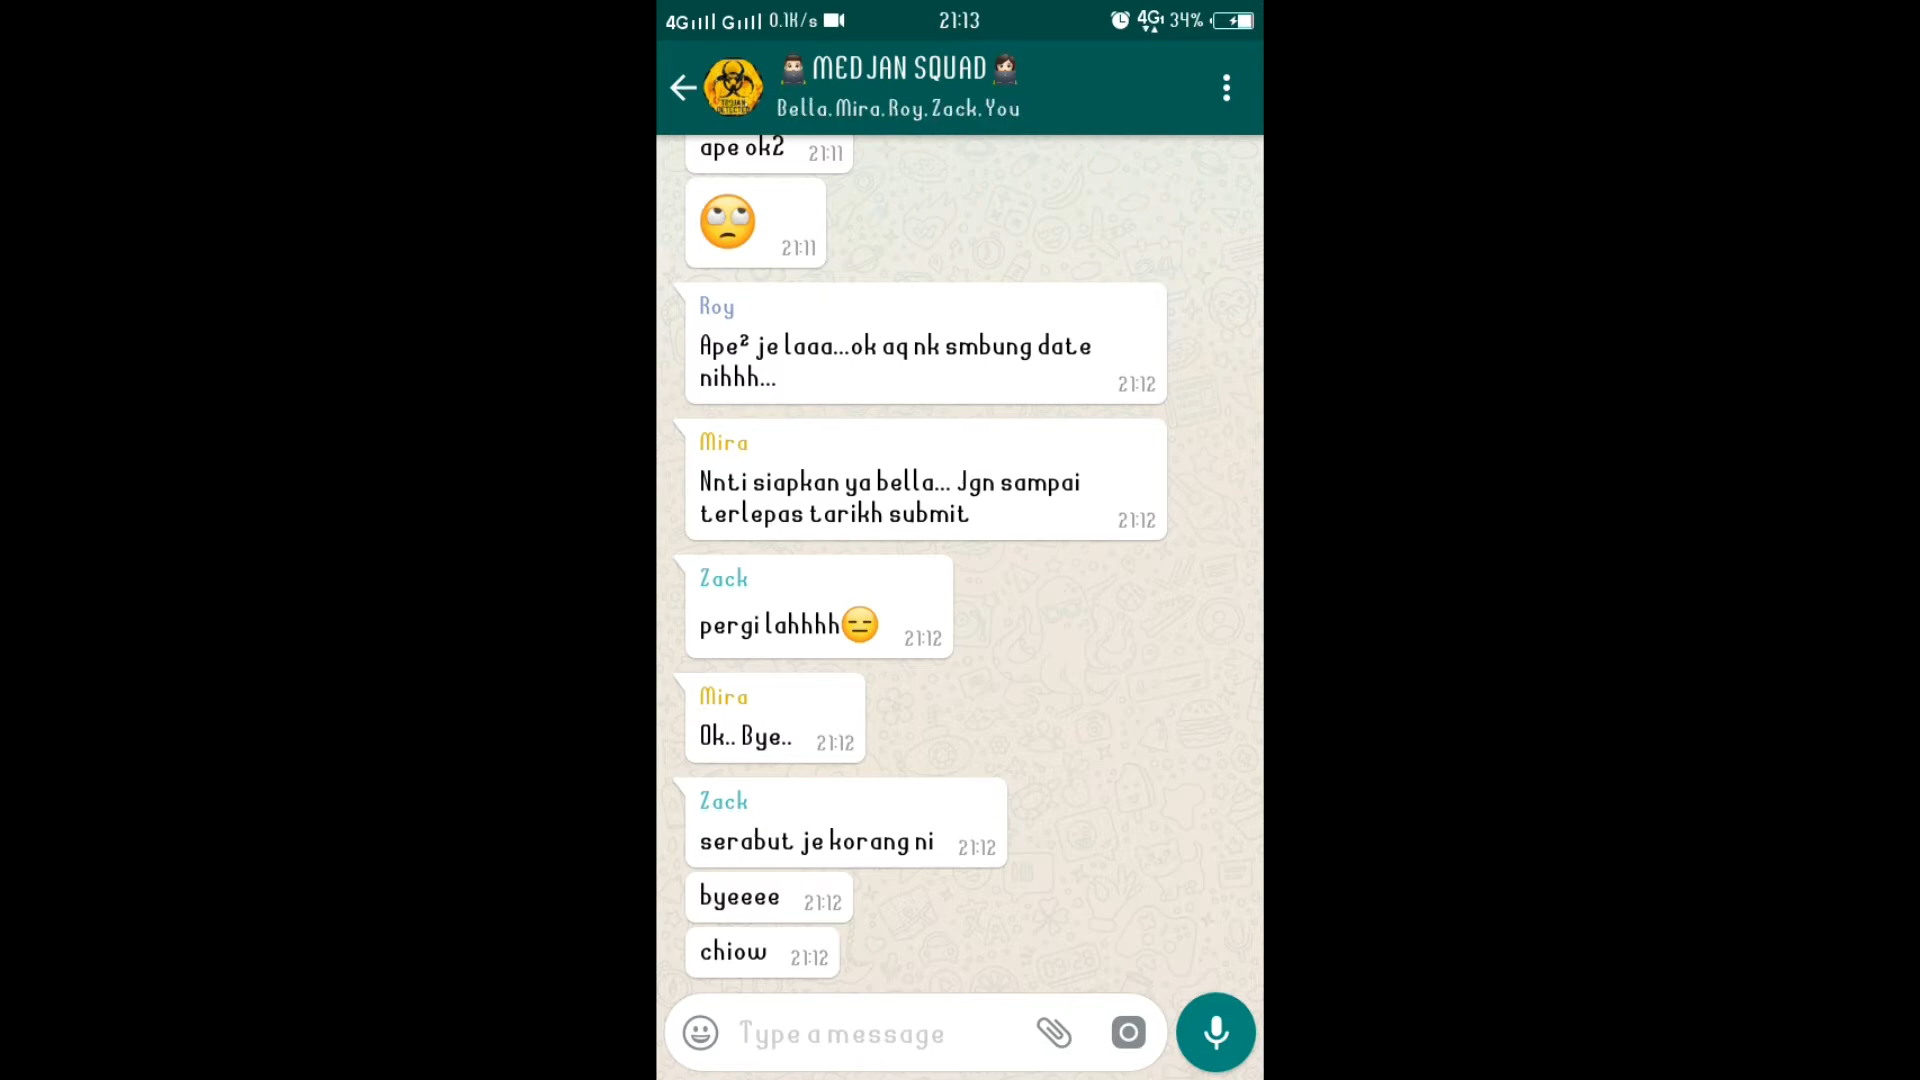 4G G 0.1K/s 21:13 4G 34%
MEDJAN SQUAD
Bella, Mira, Roy, Zack, You
TROJAN
DETECTED
ape ok2 21:11
21:11
Roy
Ape² je laaa...ok aq nk smbung date
nihhh... 21:12
Mira
Nnti siapkan ya bella... Jgn sampai
terlepas tarikh submit 21:12
Zack
pergi lahhhh 21:12
Mira
Ok.. Bye.. 21:12
Zack
serabut je korang ni 21:12
byeeee 21:12
chiow 21:12
Type a message